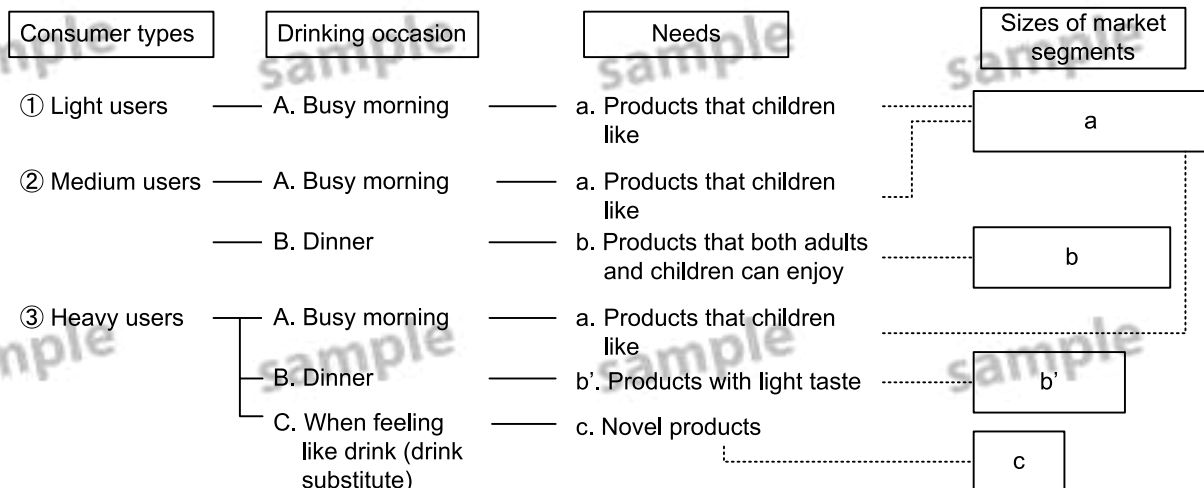 Consumer types
Drinking occasion
Needs
Sizes of market
segments
① Light users
A. Busy morning
a. Products that children
like
a
② Medium users
A. Busy morning
a. Products that children
like
B. Dinner
b. Products that both adults
and children can enjoy
b
③ Heavy users
A. Busy morning
a. Products that children
like
B. Dinner
b’. Products with light taste
b’
C. When feeling
like drink (drink
substitute)
c. Novel products
c
sample
sample
sample
sample
sample
sample
sample
sample